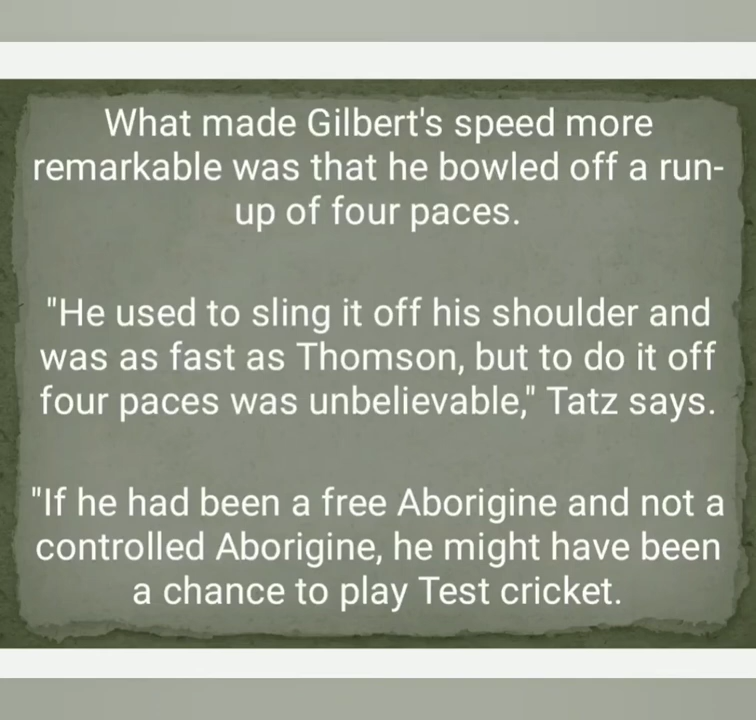 What made Gilbert's speed more
remarkable was that he bowled off a run-
up of four paces.
"He used to sling it off his shoulder and
was as fast as Thomson, but to do it off
four paces was unbelievable," Tatz says.
"If he had been a free Aborigine and not a
controlled Aborigine, he might have been
a chance to play Test cricket.